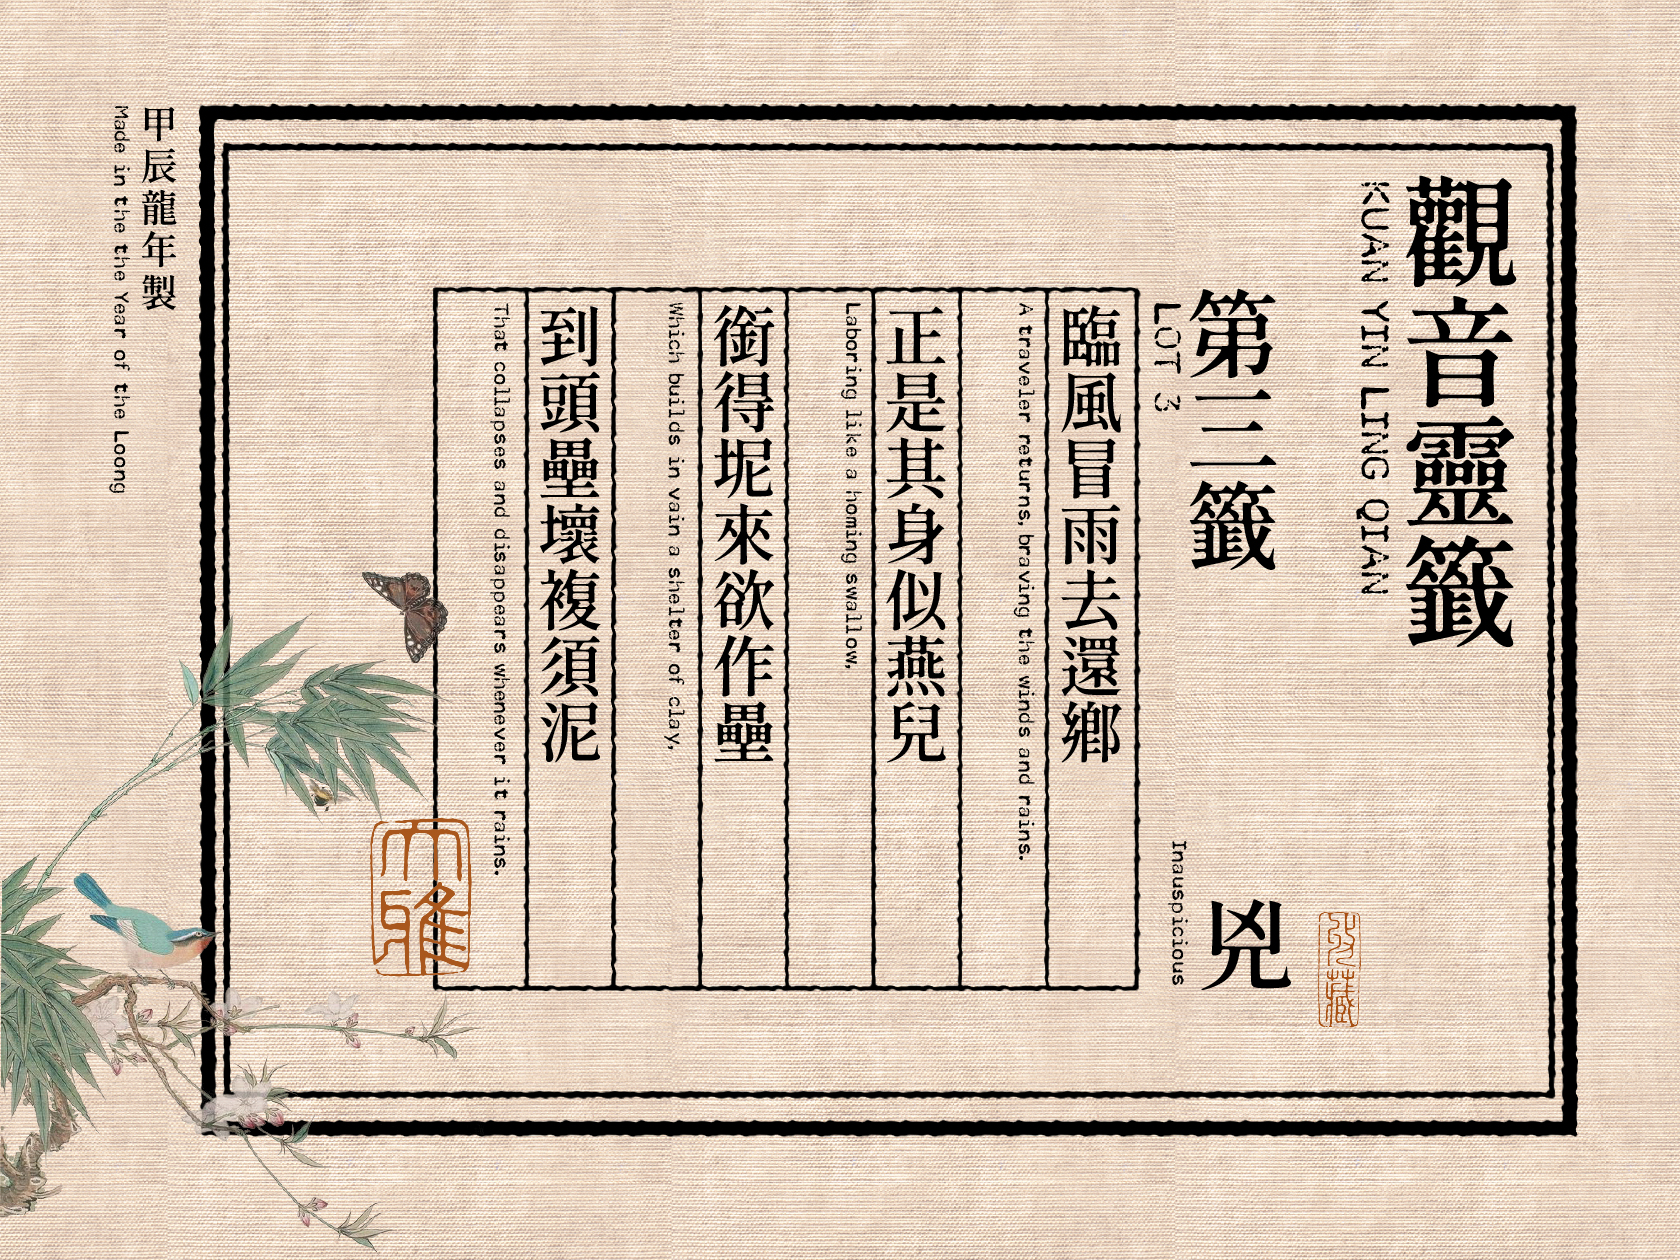 觀音靈籤
KUAN YIN LING QIAN
第三籤
LOT 3
兇
Inauspicious
臨風冒雨去還鄉
A traveler returns, braving the winds and rains.
正是其身似燕兒
Laboring like a homing swallow,
銜得坭來欲作壘
Which builds in vain a shelter of clay,
到頭壘壞複須泥
That collapses and disappears whenever it rains.
大雅
甲辰龍年製
Made in the the Year of the Loong